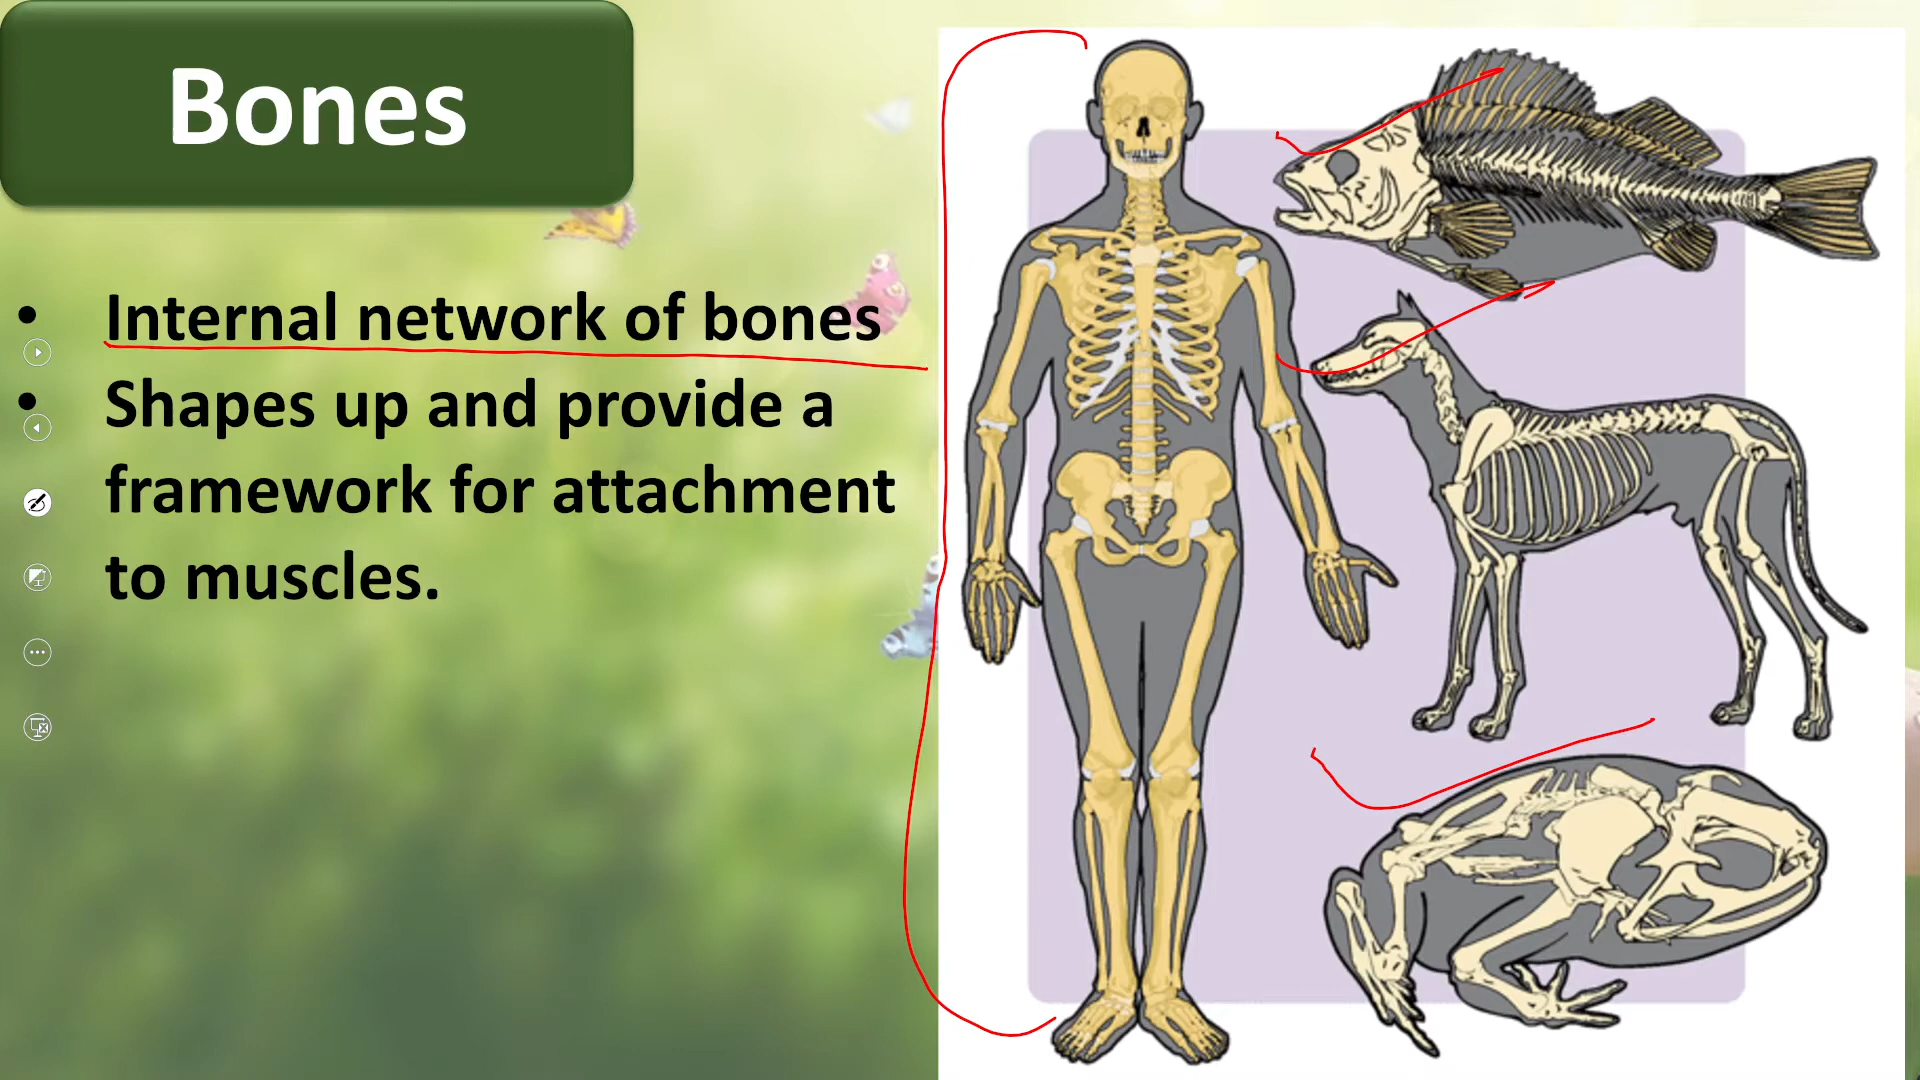 Bones
• Internal network of bones
• Shapes up and provide a
framework for attachment
to muscles.